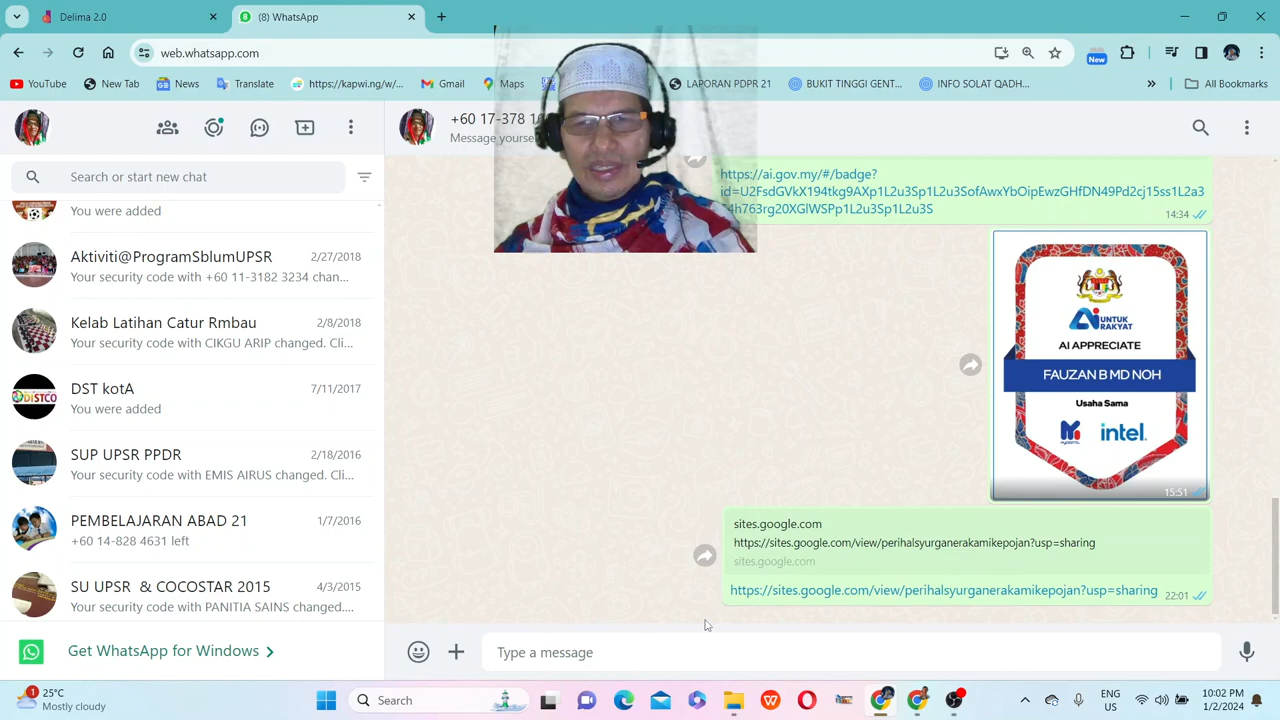 Delima 2.0
(8) WhatsApp
web.whatsapp.com
New
YouTube
New Tab
News
Translate
https://kapwi.ng/w/...
Gmail
Maps
LAPORAN PDPR 21
BUKIT TINGGI GENT...
INFO SOLAT QADH...
All Bookmarks
+60 17-378 1
Message yourse
Search or start new chat
You were added
Aktiviti@ProgramSblumUPSR
2/27/2018
Your security code with +60 11-3182 3234 chan...
Kelab Latihan Catur Rmbau
2/8/2018
Your security code with CIKGU ARIP changed. Cli...
DST kotA
7/11/2017
You were added
SUP UPSR PPDR
2/18/2016
Your security code with EMIS AIRUS changed. Cli...
PEMBELAJARAN ABAD 21
1/7/2016
+60 14-828 4631 left
SU UPSR & COCOSTAR 2015
4/3/2015
Your security code with PANITIA SAINS changed....
Get WhatsApp for Windows
https://ai.gov.my/#/badge?
id=U2FsdGVkX194tkg9AXp1L2u3Sp1L2u3SofAwxYbOipEwzGHfDN49Pd2cj15ss1L2a3
4h763rg20XGlWSPp1L2u3Sp1L2u3S
14:34
Ai UNTUK
RAKYAT
AI APPRECIATE
FAUZAN B MD NOH
Usaha Sama
intel.
15:51
sites.google.com
https://sites.google.com/view/perihalsyurganerakamikepojan?usp=sharing
sites.google.com
https://sites.google.com/view/perihalsyurganerakamikepojan?usp=sharing
22:01
Type a message
1
25°C
Mostly cloudy
Search
ENG
US
10:02 PM
1/2/2024